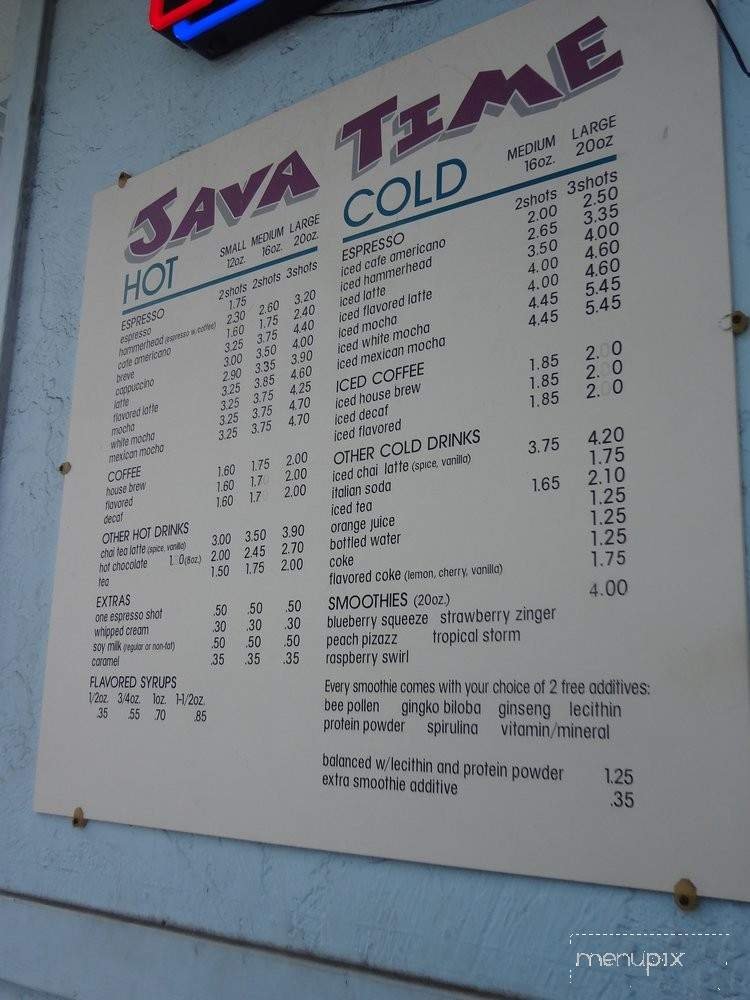 JAVA TIME
HOT
SMALL MEDIUM LARGE
12oz. 16oz. 20oz.
2shots 2shots 3shots
ESPRESSO
espresso 1.75
hammerhead (espresso w/coffee) 2.30 2.60 3.20
cafe americano 1.60 1.75 2.40
breve 3.25 3.75 4.40
cappuccino 3.00 3.50 4.00
latte 2.90 3.35 3.90
flavored latte 3.25 3.85 4.60
mocha 3.25 3.75 4.25
white mocha 3.25 3.75 4.70
mexican mocha 3.25 3.75 4.70
COFFEE
house brew 1.60 1.75 2.00
flavored 1.60 1.7 2.00
decaf 1.60 1.7 2.00
OTHER HOT DRINKS
chai tea latte (spice, vanilla) 3.00 3.50 3.90
hot chocolate 1. 0(8oz.) 2.00 2.45 2.70
tea 1.50 1.75 2.00
EXTRAS
one espresso shot .50 .50 .50
whipped cream .30 .30 .30
soy milk (regular or non-fat) .50 .50 .50
caramel .35 .35 .35
FLAVORED SYRUPS
1/2oz. 3/4oz. 1oz. 1-1/2oz.
.35 .55 .70 .85
COLD
MEDIUM LARGE
16oz. 20oz
2shots 3shots
ESPRESSO
iced cafe americano 2.00 2.50
iced hammerhead 2.65 3.35
iced latte 3.50 4.00
iced flavored latte 4.00 4.60
iced mocha 4.00 4.60
iced white mocha 4.45 5.45
iced mexican mocha 4.45 5.45
ICED COFFEE
iced house brew 1.85 2. 0
iced decaf 1.85 2. 0
iced flavored 1.85 2. 0
OTHER COLD DRINKS
iced chai latte (spice, vanilla) 3.75 4.20
italian soda 1.75
iced tea 1.65 2.10
orange juice 1.25
bottled water 1.25
coke 1.25
flavored coke (lemon, cherry, vanilla) 1.75
SMOOTHIES (20oz.) 4.00
blueberry squeeze strawberry zinger
peach pizazz tropical storm
raspberry swirl
Every smoothie comes with your choice of 2 free additives:
bee pollen gingko biloba ginseng lecithin
protein powder spirulina vitamin/mineral
balanced w/lecithin and protein powder 1.25
extra smoothie additive .35
menupix